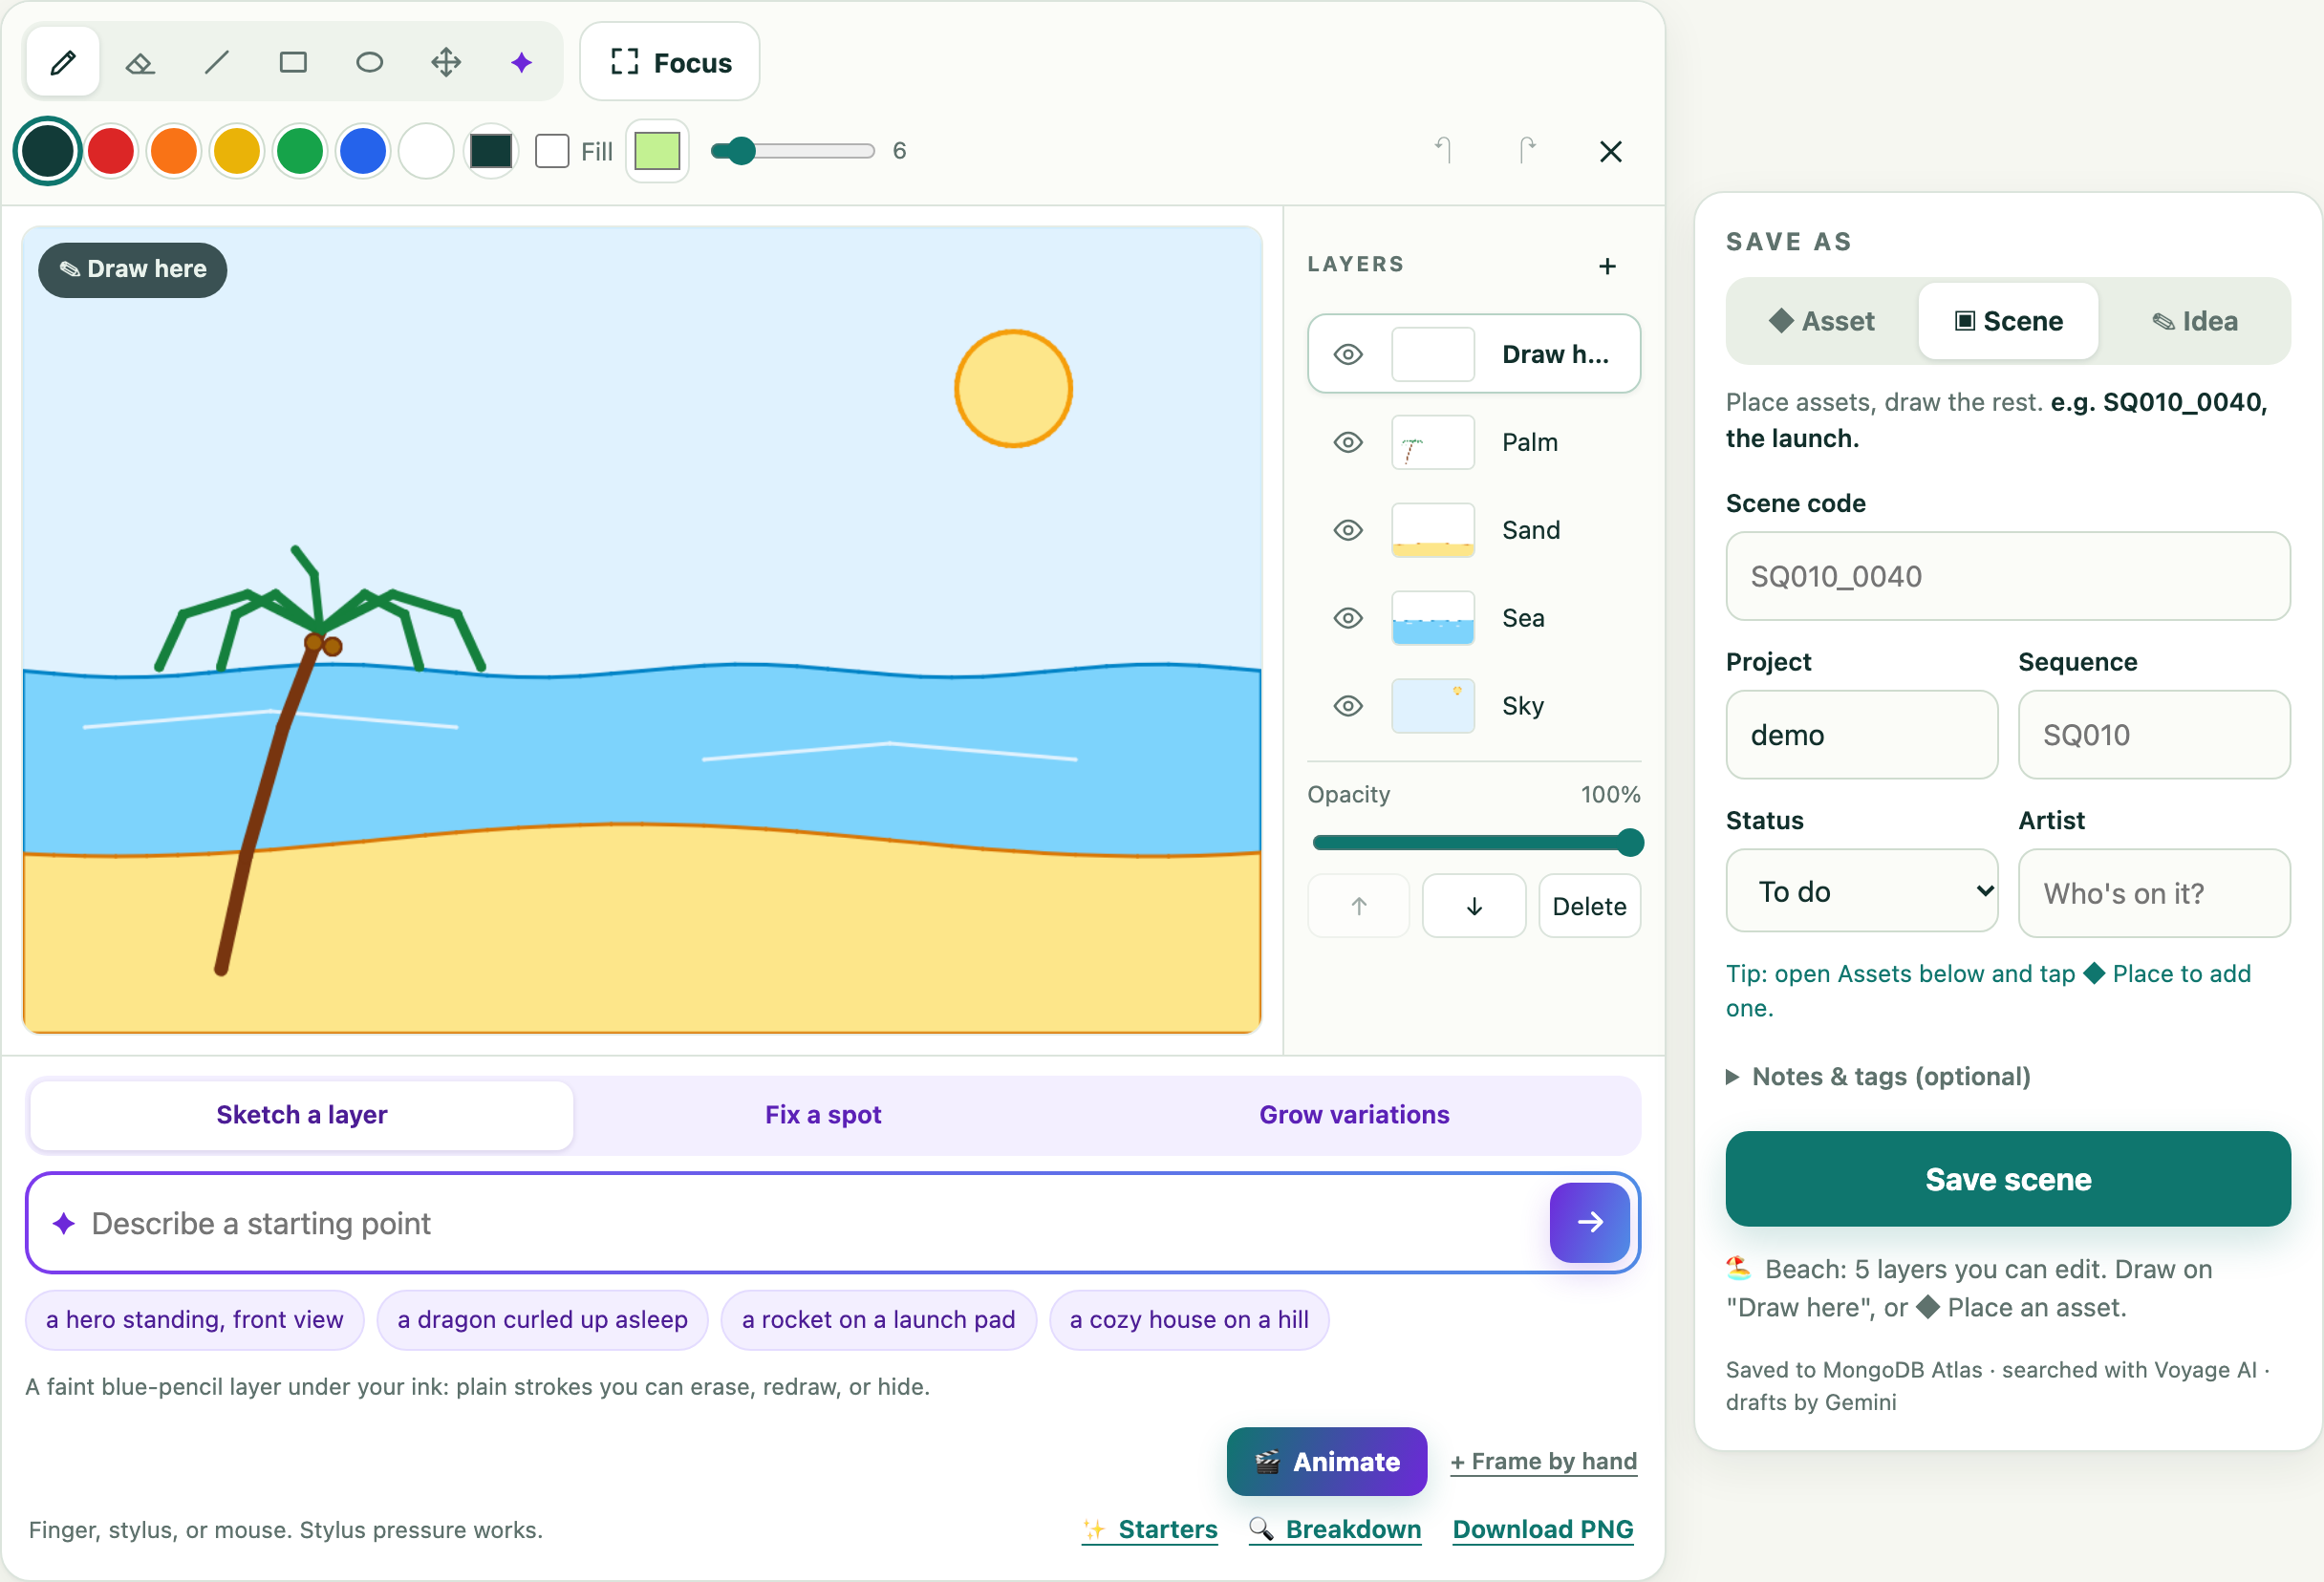 Focus
Fill
6
✎ Draw here
LAYERS
+
Draw h...
Palm
Sand
Sea
Sky
Opacity 100%
↑ ↓ Delete
Sketch a layer
Fix a spot
Grow variations
Describe a starting point
a hero standing, front view
a dragon curled up asleep
a rocket on a launch pad
a cozy house on a hill
A faint blue-pencil layer under your ink: plain strokes you can erase, redraw, or hide.
🎬 Animate
+ Frame by hand
Finger, stylus, or mouse. Stylus pressure works.
✨ Starters
🔍 Breakdown
Download PNG
SAVE AS
◆ Asset
▣ Scene
✎ Idea
Place assets, draw the rest. e.g. SQ010_0040,
the launch.
Scene code
SQ010_0040
Project
demo
Sequence
SQ010
Status
To do
Artist
Who's on it?
Tip: open Assets below and tap ◆ Place to add
one.
▶ Notes & tags (optional)
Save scene
🏖️ Beach: 5 layers you can edit. Draw on
"Draw here", or ◆ Place an asset.
Saved to MongoDB Atlas · searched with Voyage AI ·
drafts by Gemini